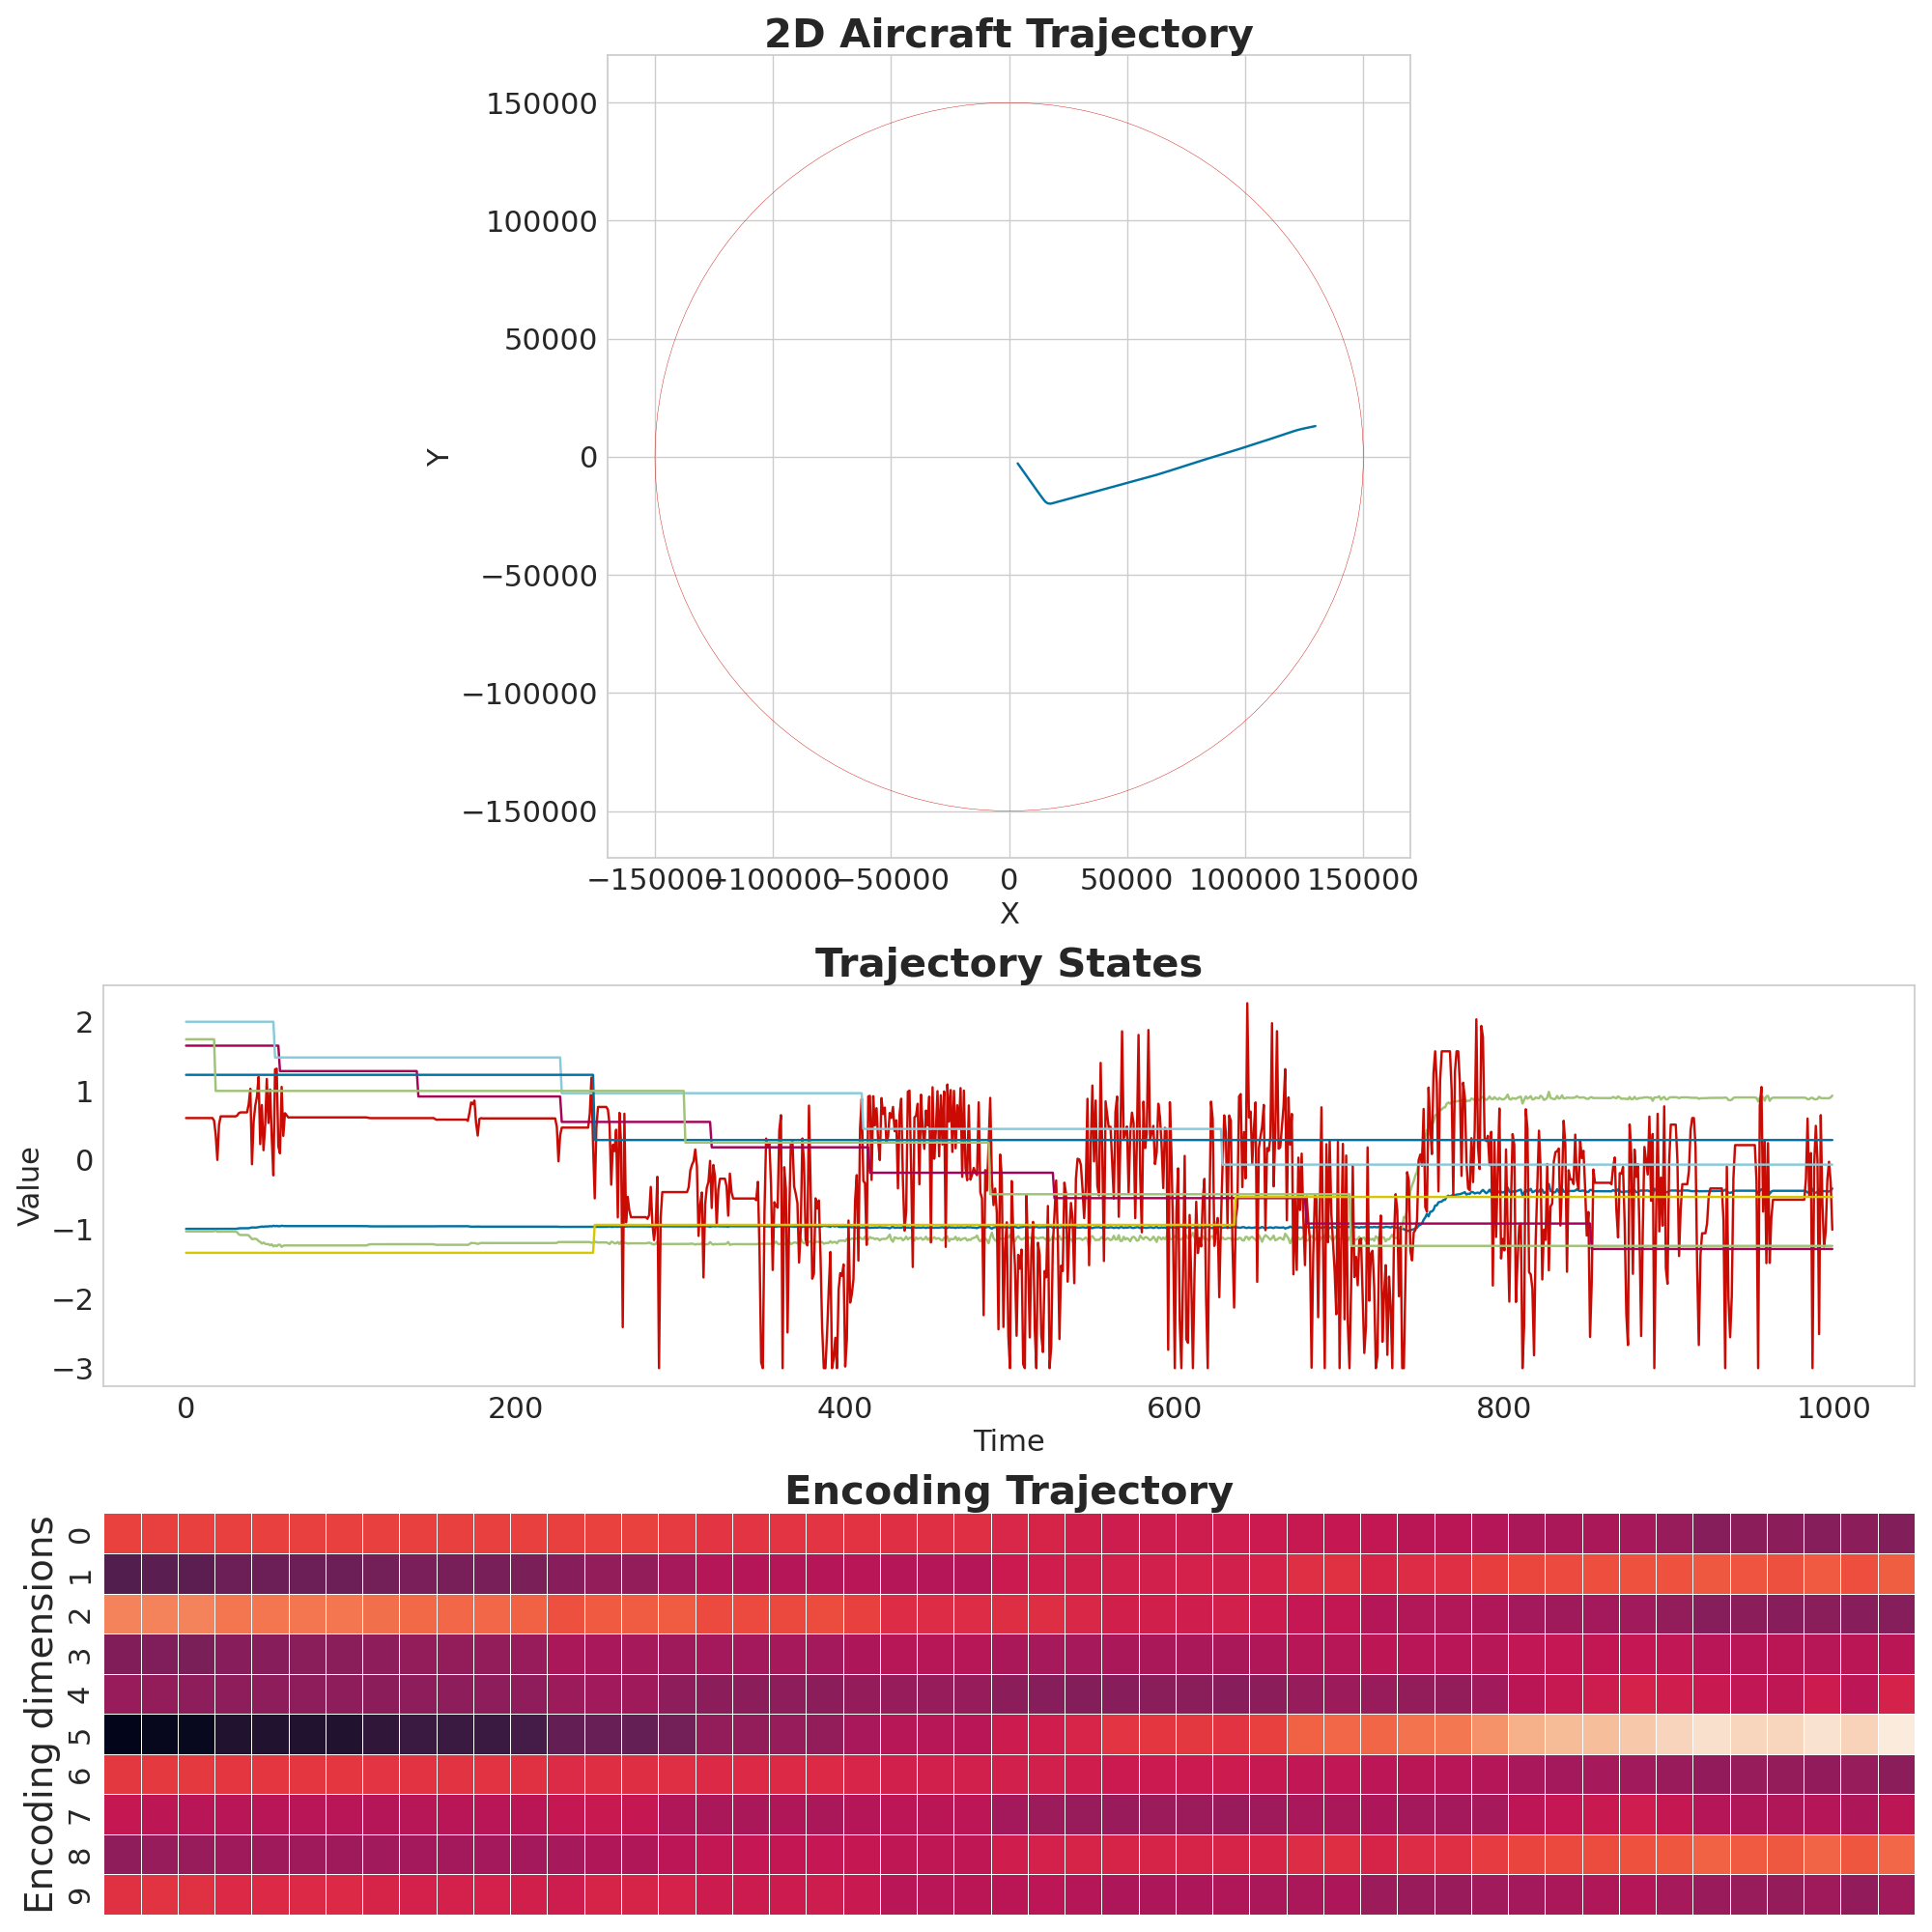 2D Aircraft Trajectory
150000
100000
50000
0
−50000
−100000
−150000
Y
−150000 −100000 −50000 0 50000 100000 150000
X
Trajectory States
2
1
0
−1
−2
−3
Value
0 200 400 600 800 1000
Time
Encoding Trajectory
Encoding dimensions
0
1
2
3
4
5
6
7
8
9